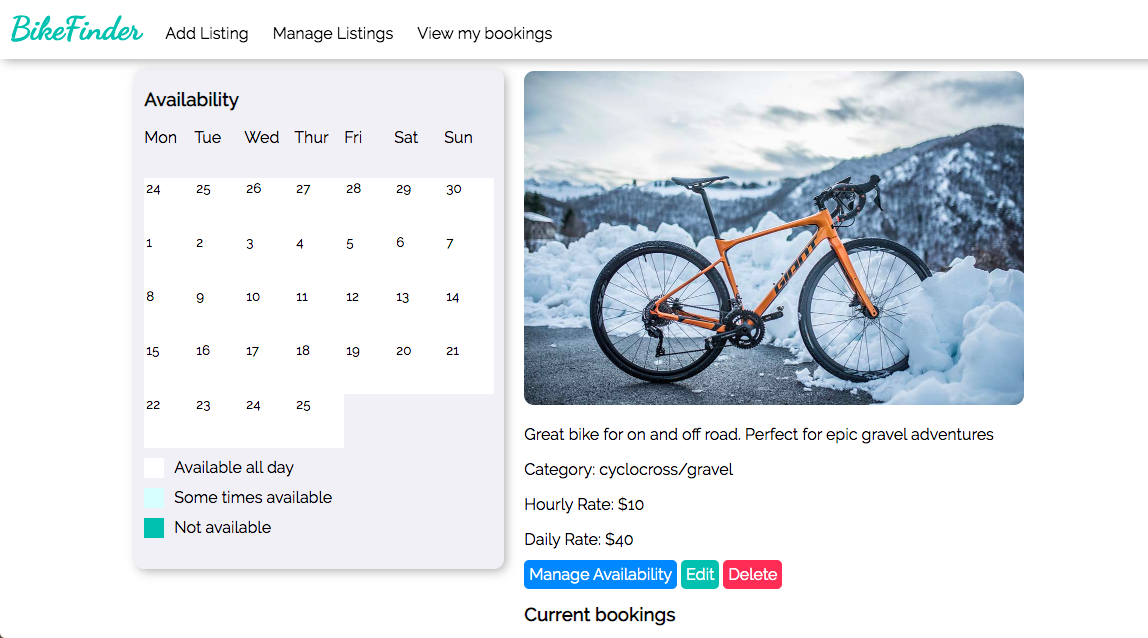 BikeFinder Add Listing Manage Listings View my bookings
Availability
Mon Tue Wed Thur Fri Sat Sun
24 25 26 27 28 29 30
1 2 3 4 5 6 7
8 9 10 11 12 13 14
15 16 17 18 19 20 21
22 23 24 25
Available all day
Some times available
Not available
GIANT
Great bike for on and off road. Perfect for epic gravel adventures
Category: cyclocross/gravel
Hourly Rate: $10
Daily Rate: $40
Manage Availability Edit Delete
Current bookings